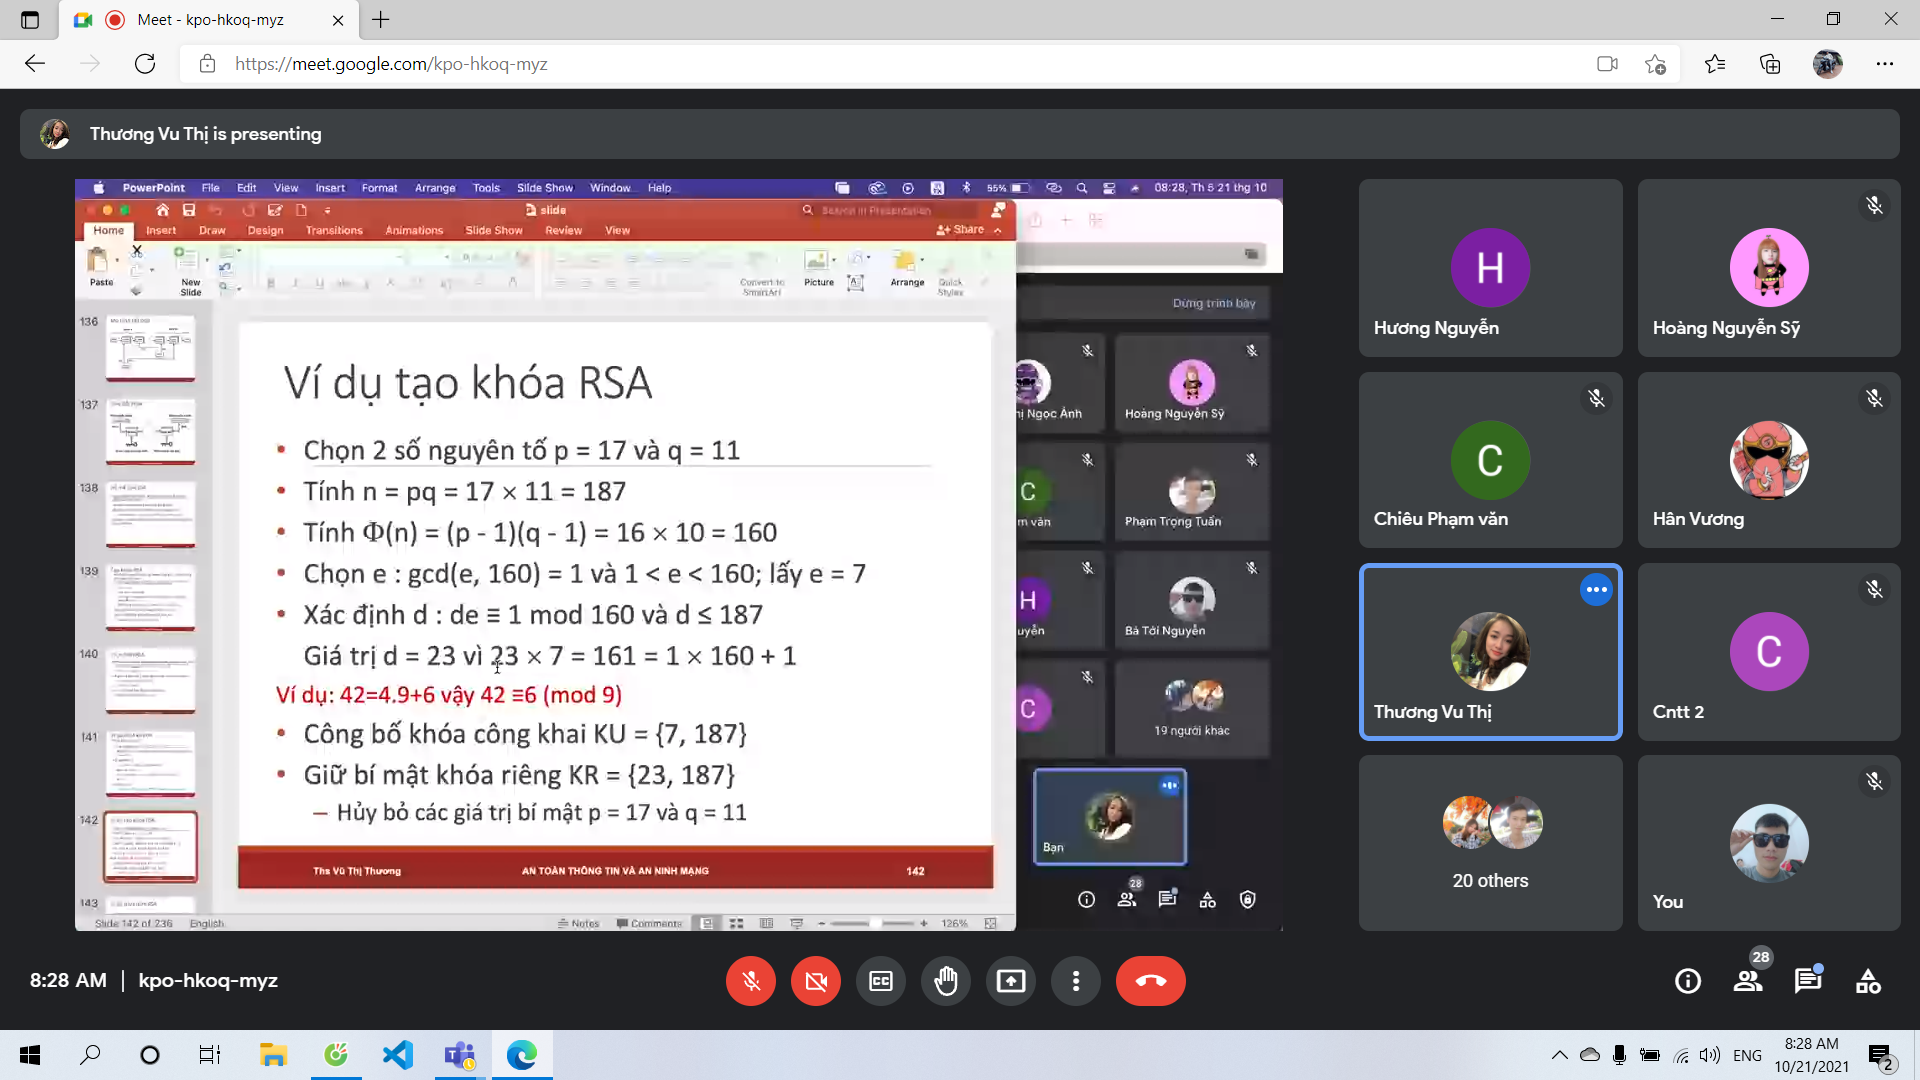 Meet - kpo-hkoq-myz
https://meet.google.com/kpo-hkoq-myz
Thương Vu Thị is presenting
PowerPoint File Edit View Insert Format Arrange Tools Slide Show Window Help
55%
08:28, Th 5 21 thg 10
slide
Search in Presentation
Home Insert Draw Design Transitions Animations Slide Show Review View
Share
Paste
New Slide
Convert to SmartArt
Picture
Arrange
Quick Styles
136
137
138
139
140
141
142
143
Ví dụ tạo khóa RSA
• Chọn 2 số nguyên tố p = 17 và q = 11
• Tính n = pq = 17 × 11 = 187
• Tính Φ(n) = (p - 1)(q - 1) = 16 × 10 = 160
• Chọn e : gcd(e, 160) = 1 và 1 < e < 160; lấy e = 7
• Xác định d : de ≡ 1 mod 160 và d ≤ 187
Giá trị d = 23 vì 23 × 7 = 161 = 1 × 160 + 1
Ví dụ: 42=4.9+6 vậy 42 ≡6 (mod 9)
• Công bố khóa công khai KU = {7, 187}
• Giữ bí mật khóa riêng KR = {23, 187}
– Hủy bỏ các giá trị bí mật p = 17 và q = 11
Ths Vũ Thị Thương
AN TOÀN THÔNG TIN VÀ AN NINH MẠNG
142
Slide 142 of 236 English
Notes Comments
126%
Dừng trình bày
Ngọc Ánh
Hoàng Nguyễn Sỹ
C
m văn
Phạm Trọng Tuấn
H
uyễn
Bá Tới Nguyễn
C
19 người khác
Bạn
28
H
Hương Nguyễn
Hoàng Nguyễn Sỹ
C
Chiêu Phạm văn
Hân Vương
Thương Vu Thị
C
Cntt 2
20 others
You
8:28 AM | kpo-hkoq-myz
CC
28
ENG
8:28 AM
10/21/2021
2